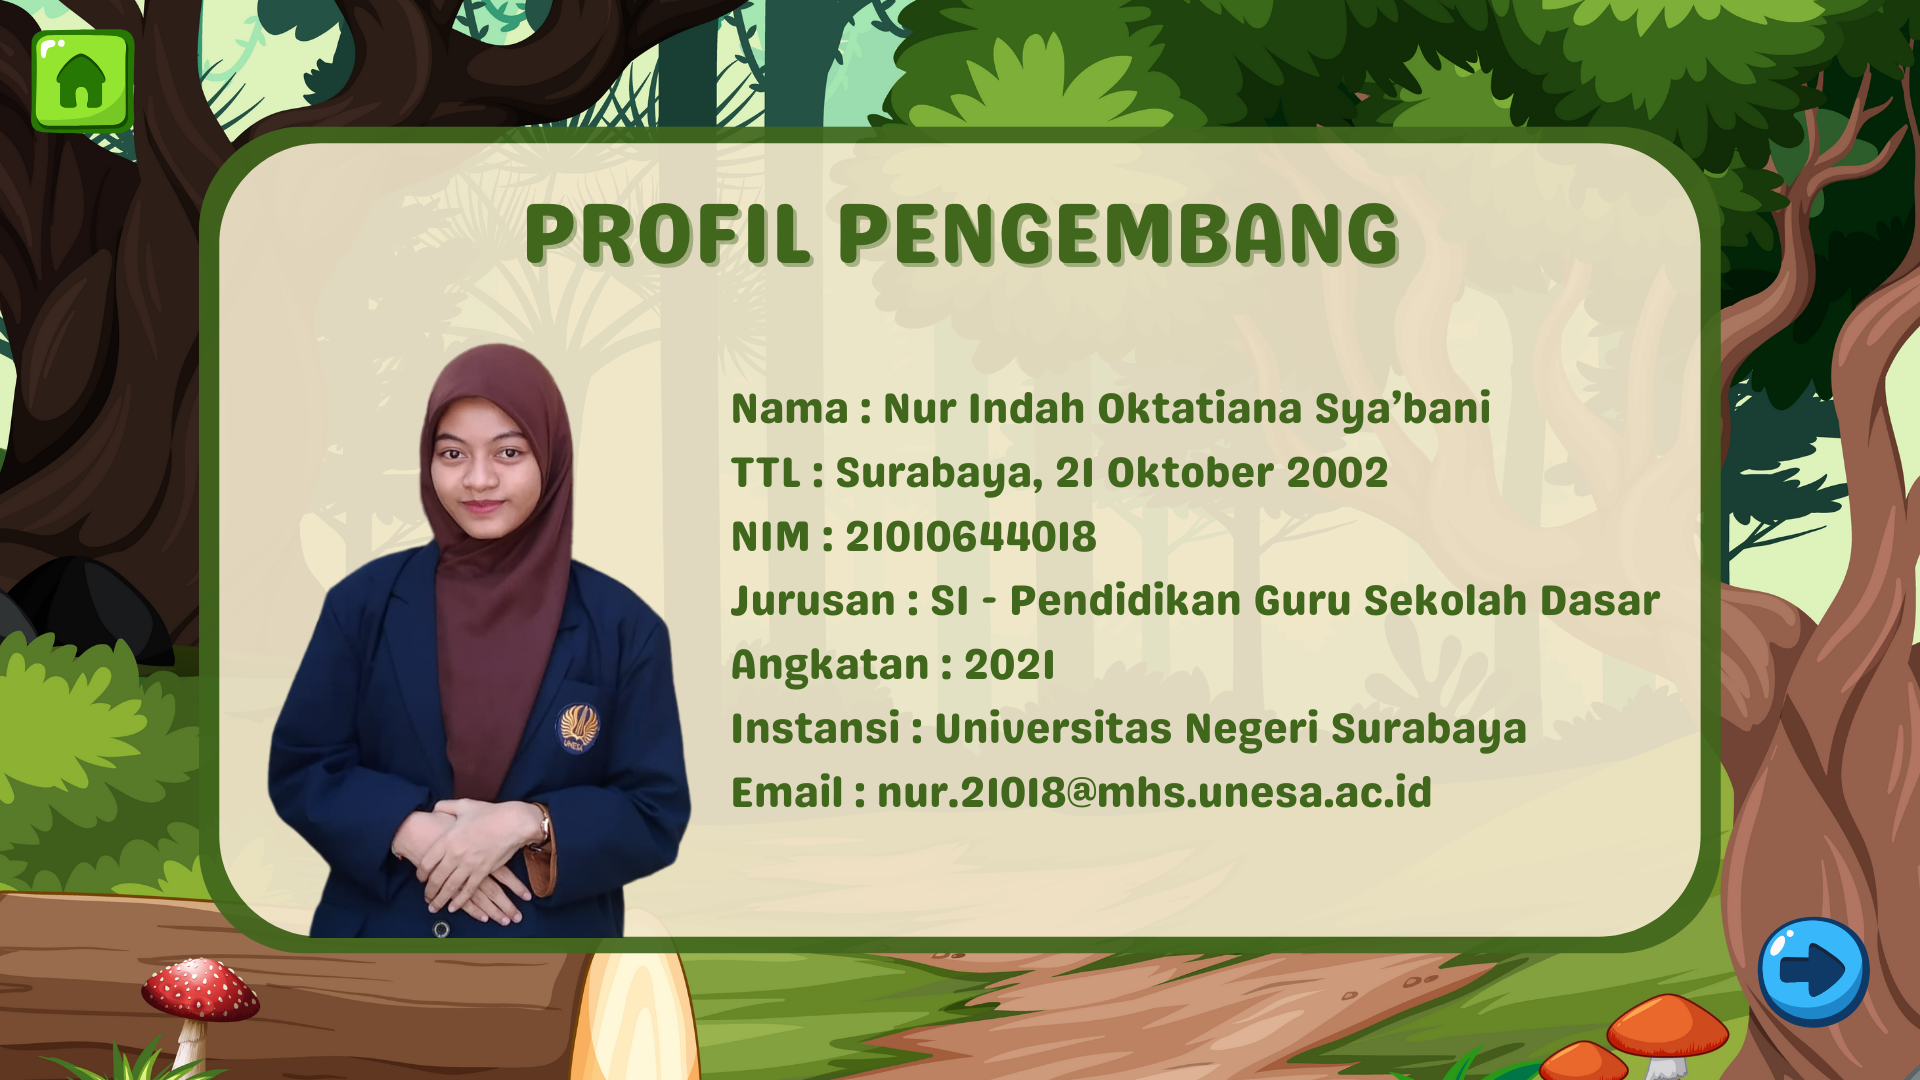 PROFIL PENGEMBANG
Nama : Nur Indah Oktatiana Sya’bani
TTL : Surabaya, 21 Oktober 2002
NIM : 21010644018
Jurusan : S1 - Pendidikan Guru Sekolah Dasar
Angkatan : 2021
Instansi : Universitas Negeri Surabaya
Email : nur.21018@mhs.unesa.ac.id
UNESA